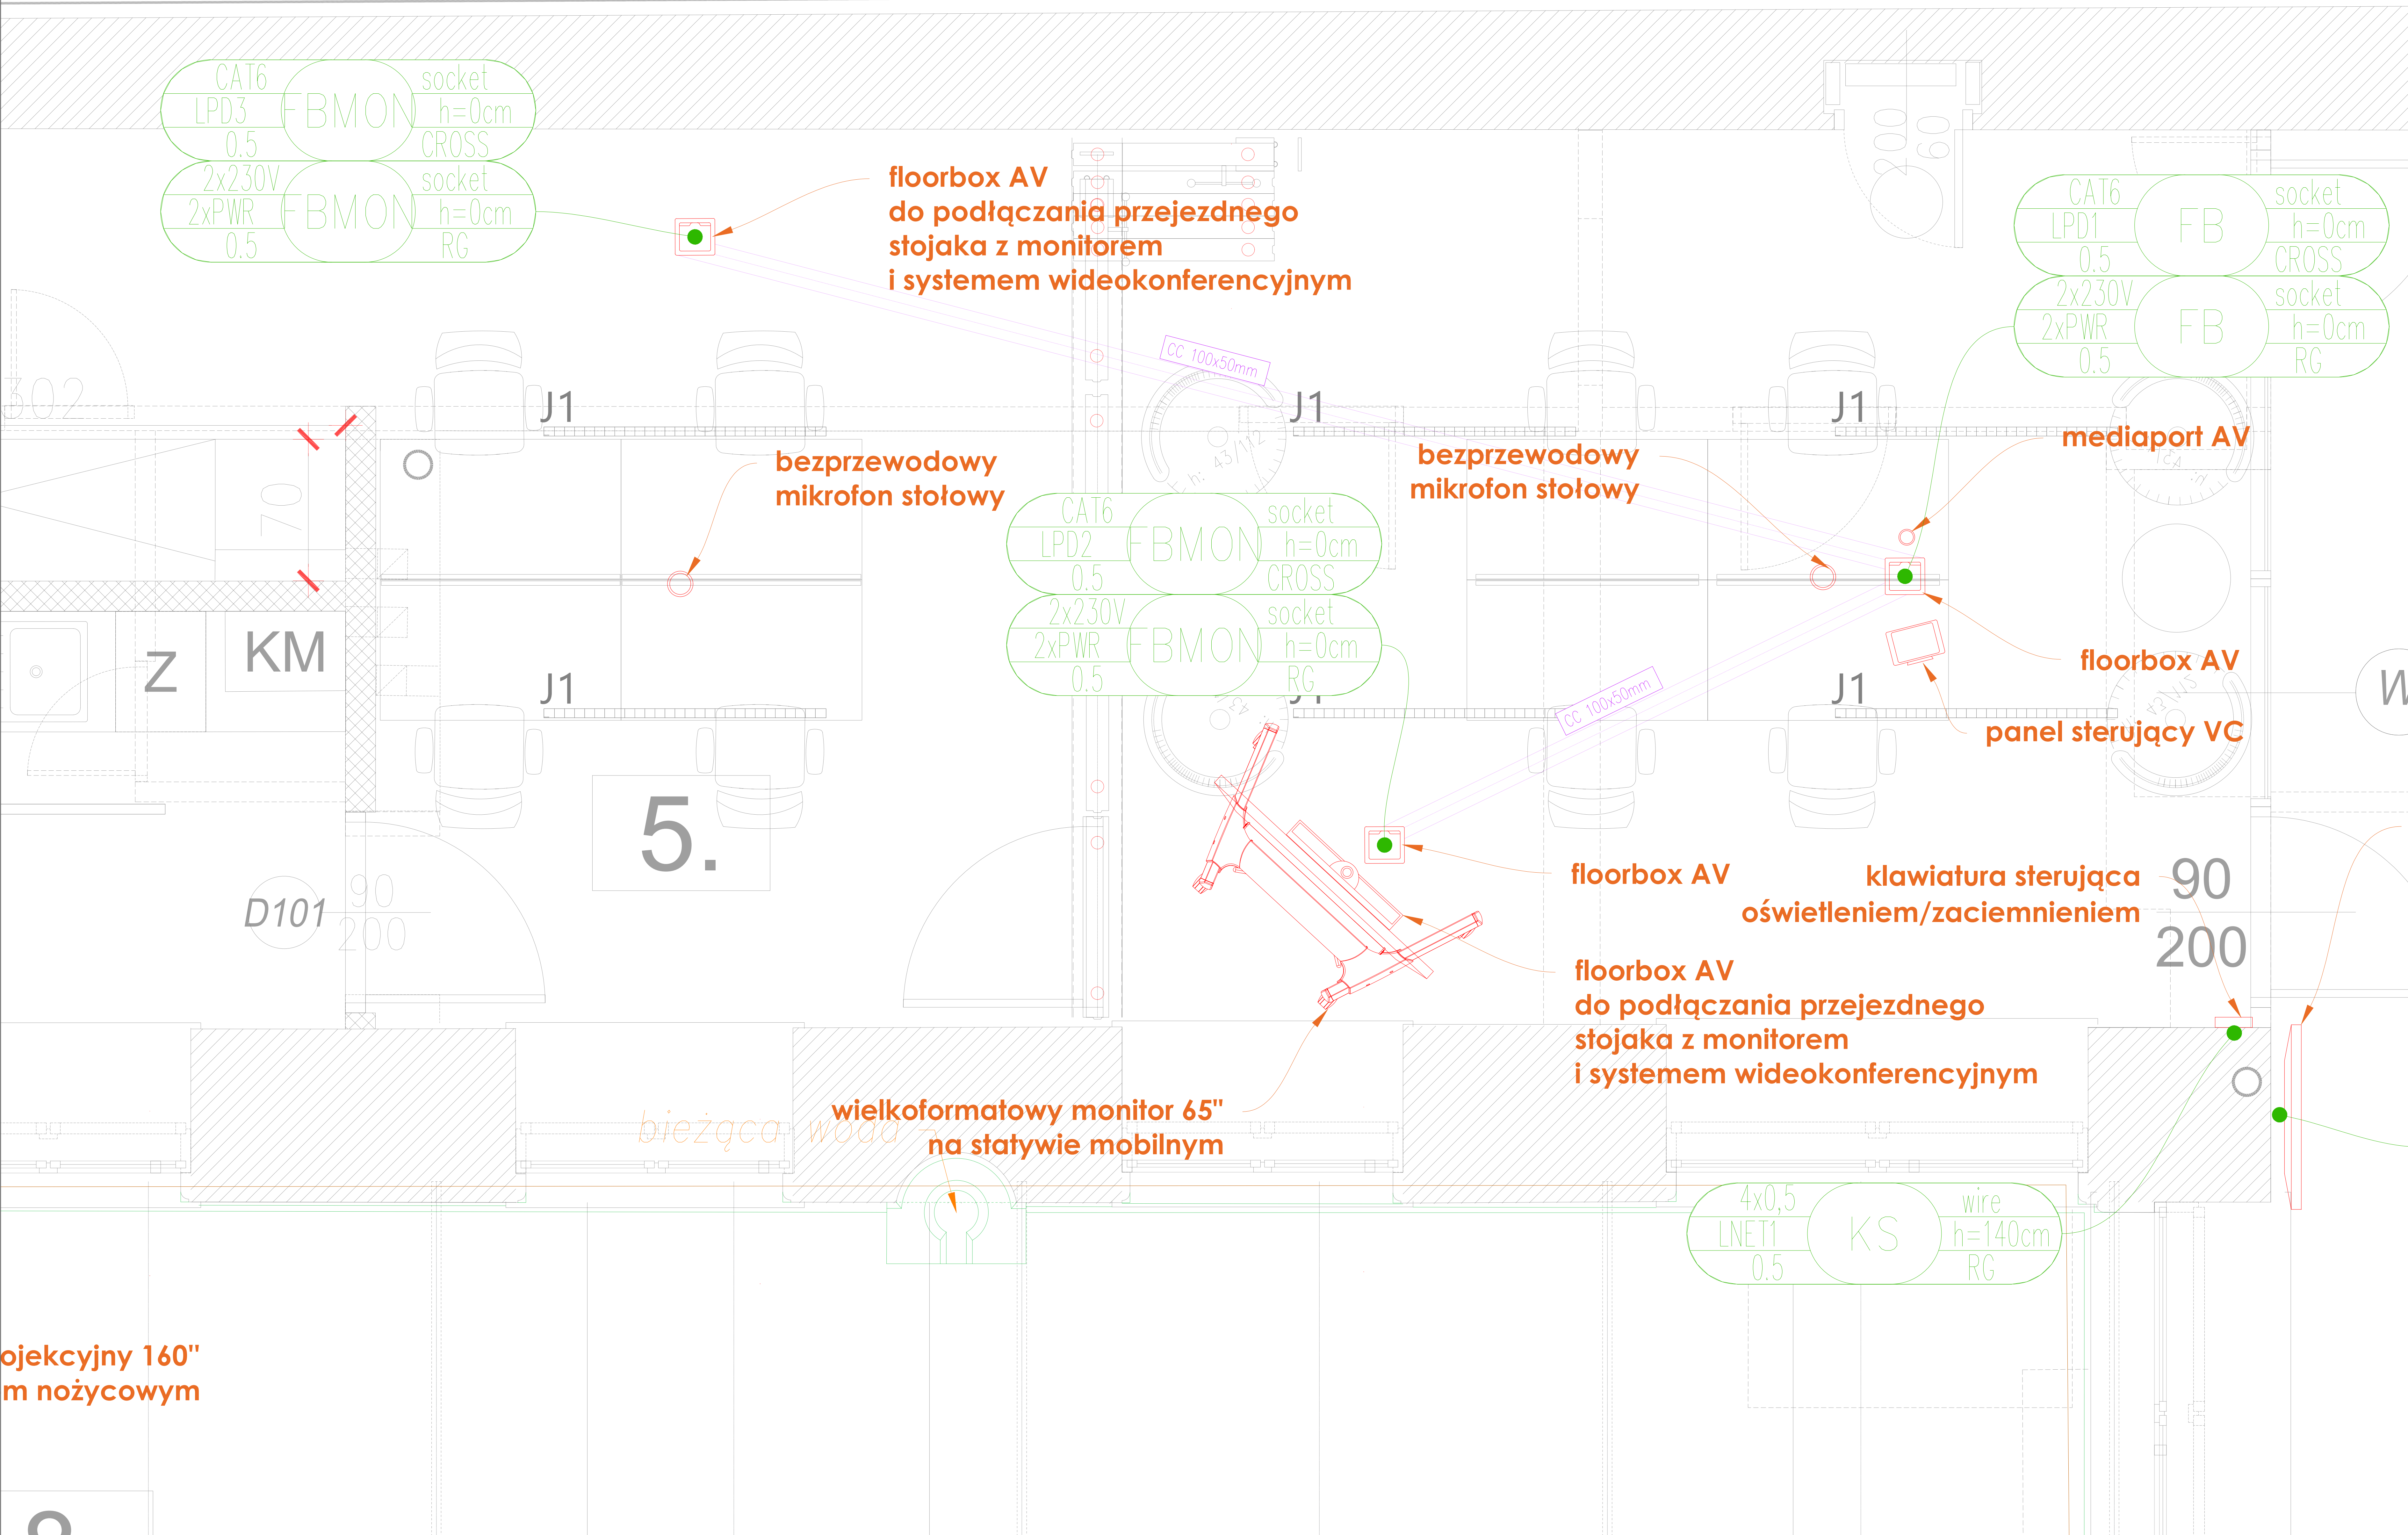 CAT6
LPD3
0.5
FBMON
socket
h=0cm
CROSS
2x230V
2xPWR
0.5
FBMON
socket
h=0cm
RG
floorbox AV
do podłączania przejezdnego
stojaka z monitorem
i systemem wideokonferencyjnym
200
90
CAT6
LPD1
0.5
FB
socket
h=0cm
CROSS
2x230V
2xPWR
0.5
FB
socket
h=0cm
RG
302
CC 100x50mm
J1
J1
J1
mediaport AV
bezprzewodowy
mikrofon stołowy
bezprzewodowy
mikrofon stołowy
h: 43/112
70
CAT6
LPD2
0.5
FBMON
socket
h=0cm
CROSS
2x230V
2xPWR
0.5
FBMON
socket
h=0cm
RG
Z
KM
J1
J1
J1
floorbox AV
CC 100x50mm
panel sterujący VC
W
5.
floorbox AV
klawiatura sterująca
oświetleniem/zaciemnieniem
90
200
D101
90
200
floorbox AV
do podłączania przejezdnego
stojaka z monitorem
i systemem wideokonferencyjnym
bieżąca woda
wielkoformatowy monitor 65"
na statywie mobilnym
4x0,5
LNET1
0.5
KS
wire
h=140cm
RG
ojekcyjny 160"
m nożycowym